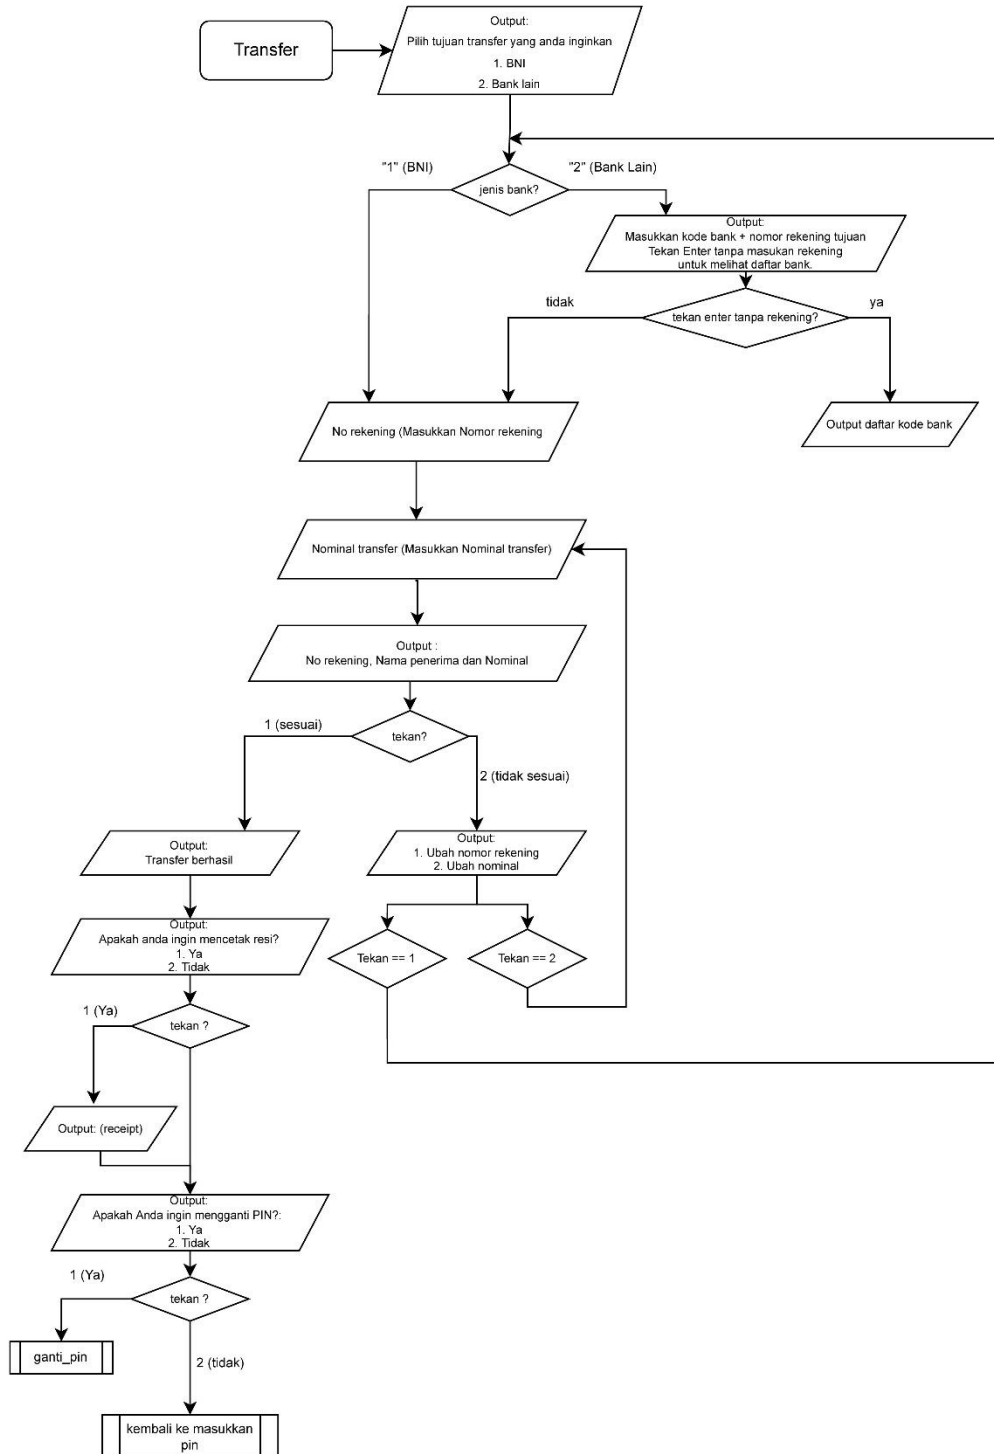 Transfer
Output:
Pilih tujuan transfer yang anda inginkan
1. BNI
2. Bank lain
"1" (BNI)
"2" (Bank Lain)
jenis bank?
Output:
Masukkan kode bank + nomor rekening tujuan
Tekan Enter tanpa masukan rekening
untuk melihat daftar bank.
tidak
ya
tekan enter tanpa rekening?
No rekening (Masukkan Nomor rekening
Output daftar kode bank
Nominal transfer (Masukkan Nominal transfer)
Output :
No rekening, Nama penerima dan Nominal
1 (sesuai)
tekan?
2 (tidak sesuai)
Output:
Transfer berhasil
Output:
1. Ubah nomor rekening
2. Ubah nominal
Output:
Apakah anda ingin mencetak resi?
1. Ya
2. Tidak
Tekan == 1
Tekan == 2
1 (Ya)
tekan ?
Output: (receipt)
Output:
Apakah Anda ingin mengganti PIN?:
1. Ya
2. Tidak
1 (Ya)
tekan ?
ganti_pin
2 (tidak)
kembali ke masukkan
pin